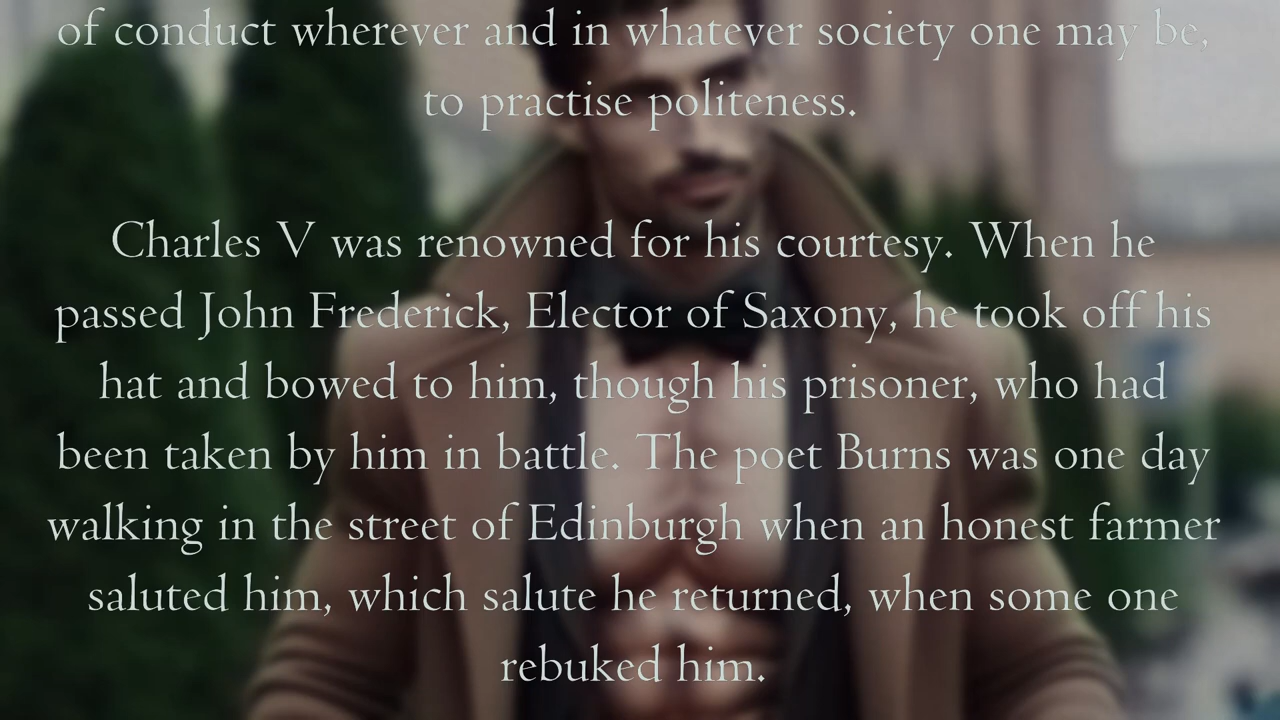 of conduct wherever and in whatever society one may be,
to practise politeness.
Charles V was renowned for his courtesy. When he
passed John Frederick, Elector of Saxony, he took off his
hat and bowed to him, though his prisoner, who had
been taken by him in battle. The poet Burns was one day
walking in the street of Edinburgh when an honest farmer
saluted him, which salute he returned, when some one
rebuked him.